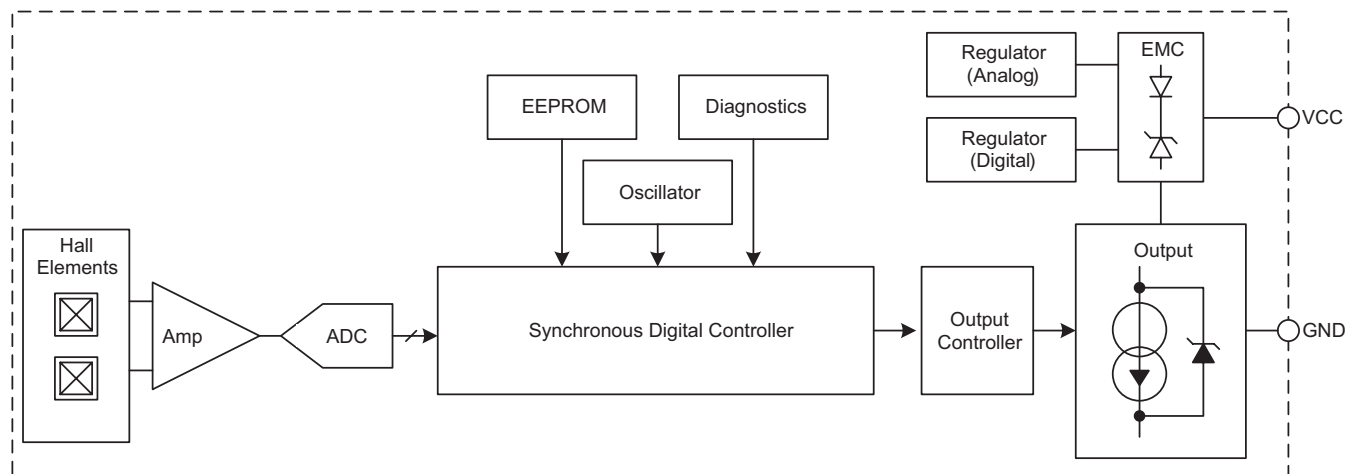 Regulator
(Analog)
EMC
EEPROM
Diagnostics
VCC
Regulator
(Digital)
Oscillator
Hall
Elements
Output
Amp
ADC
Synchronous Digital Controller
Output
Controller
GND